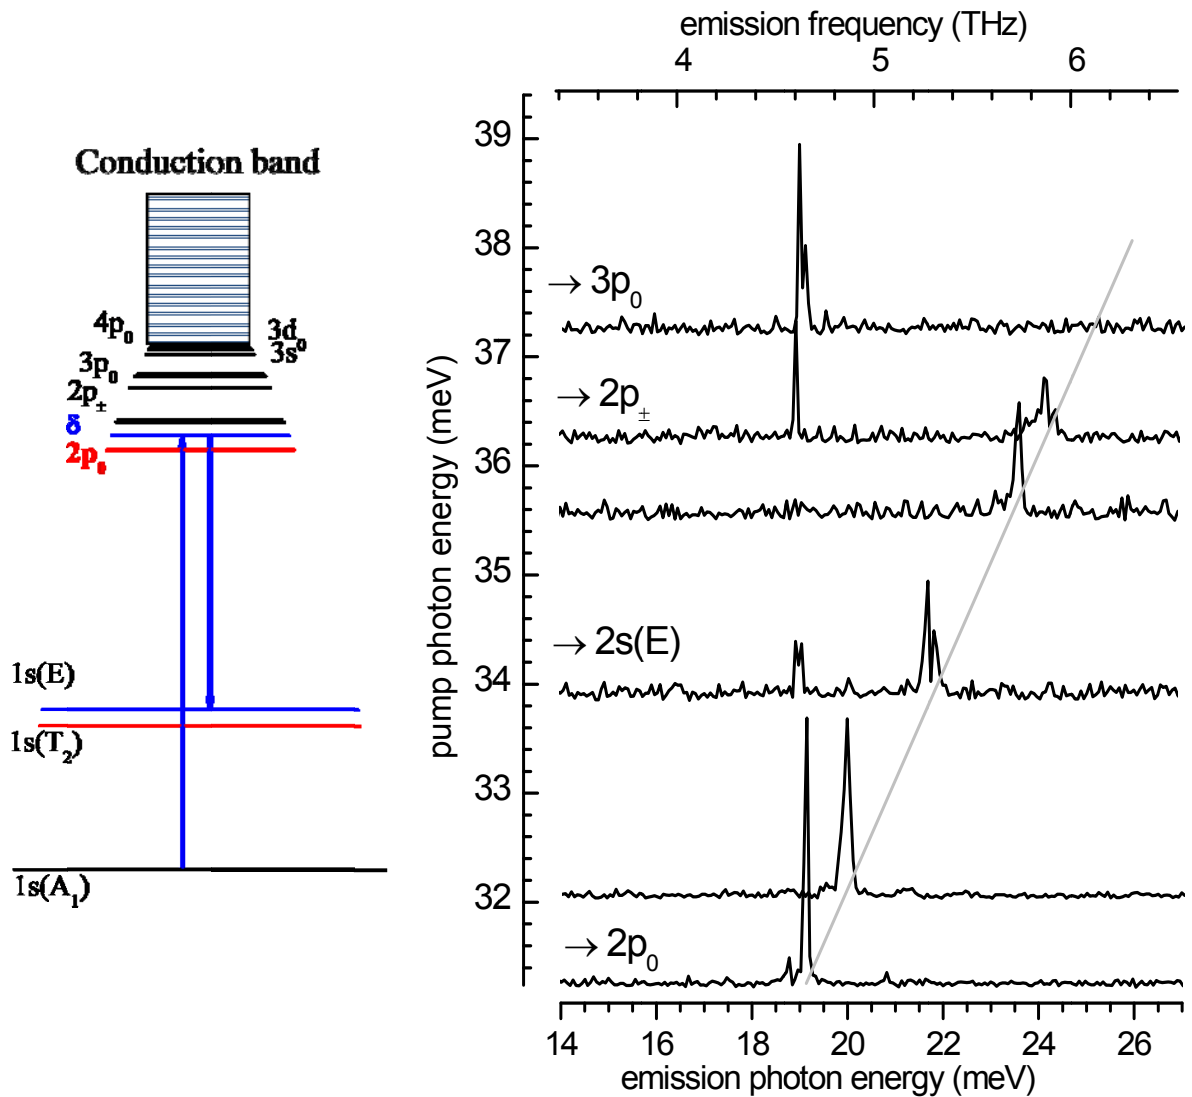 Conduction band
4p₀
3d₀
3s
3p₀
2p±
δ
2p₀
1s(E)
1s(T₂)
1s(A₁)
emission frequency (THz)
4 5 6
pump photon energy (meV)
39
38
37
36
35
34
33
32
→ 3p₀
→ 2p±
→ 2s(E)
→ 2p₀
14 16 18 20 22 24 26
emission photon energy (meV)